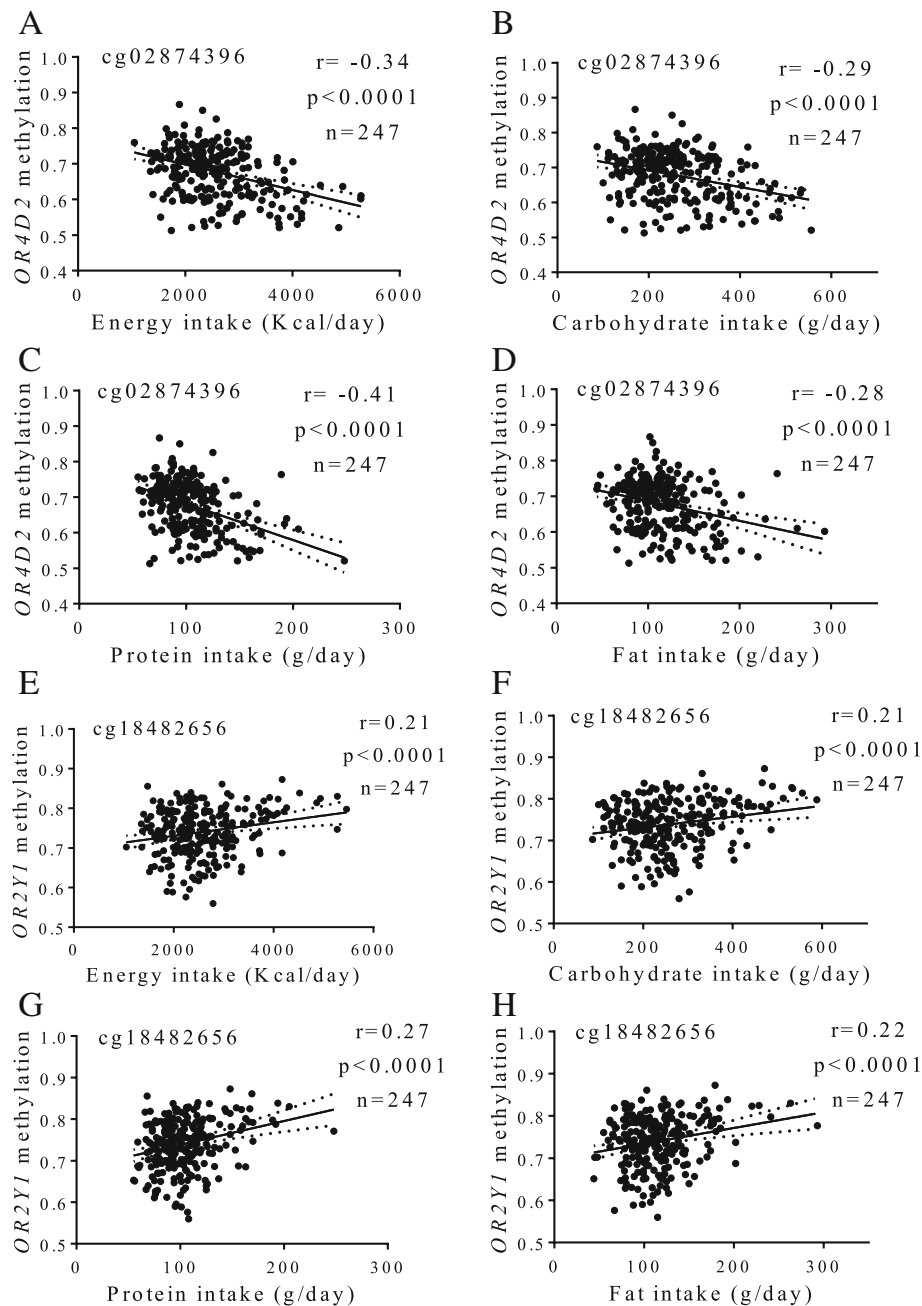 A
cg02874396
r= -0.34
p<0.0001
n=247
OR4D2 methylation
1.0
0.9
0.8
0.7
0.6
0.5
0.4
0 2000 4000 6000
Energy intake (Kcal/day)
B
cg02874396
r= -0.29
p<0.0001
n=247
OR4D2 methylation
1.0
0.9
0.8
0.7
0.6
0.5
0.4
0 200 400 600
Carbohydrate intake (g/day)
C
cg02874396
r= -0.41
p<0.0001
n=247
OR4D2 methylation
1.0
0.9
0.8
0.7
0.6
0.5
0.4
0 100 200 300
Protein intake (g/day)
D
cg02874396
r= -0.28
p<0.0001
n=247
OR4D2 methylation
1.0
0.9
0.8
0.7
0.6
0.5
0.4
0 100 200 300
Fat intake (g/day)
E
cg18482656
r=0.21
p<0.0001
n=247
OR2Y1 methylation
1.0
0.9
0.8
0.7
0.6
0.5
0 2000 4000 6000
Energy intake (Kcal/day)
F
cg18482656
r=0.21
p<0.0001
n=247
OR2Y1 methylation
1.0
0.9
0.8
0.7
0.6
0.5
0 200 400 600
Carbohydrate intake (g/day)
G
cg18482656
r=0.27
p<0.0001
n=247
OR2Y1 methylation
1.0
0.9
0.8
0.7
0.6
0.5
0 100 200 300
Protein intake (g/day)
H
cg18482656
r=0.22
p<0.0001
n=247
OR2Y1 methylation
1.0
0.9
0.8
0.7
0.6
0.5
0 100 200 300
Fat intake (g/day)